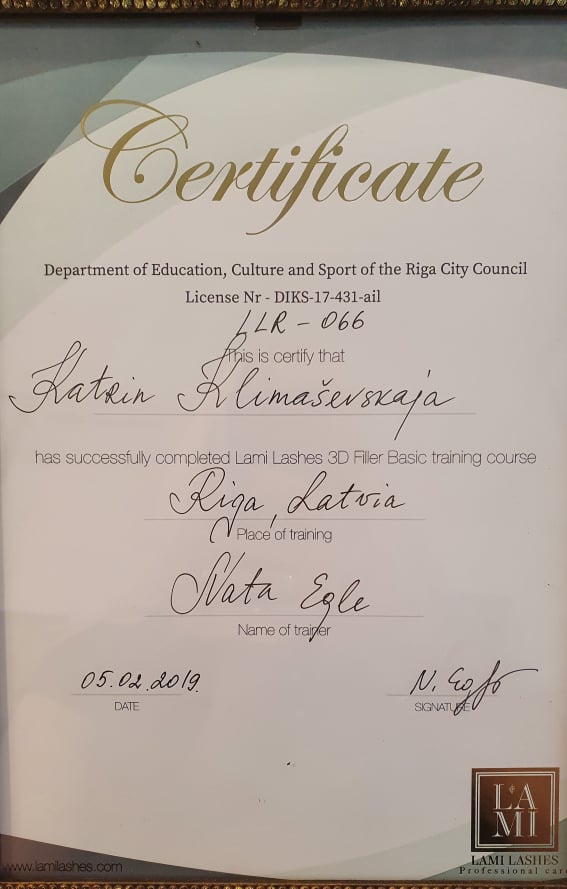 Certificate
Department of Education, Culture and Sport of the Riga City Council
License Nr - DIKS-17-431-ail
LLR - 066
This is certify that
Katrin Klimaševskaja
has successfully completed Lami Lashes 3D Filler Basic training course
Riga, Latvia
Place of training
Nata Egle
Name of trainer
05.02.2019.
N. Egle
DATE
SIGNATURE
LA
MI
LAMI LASHES
www.lamilashes.com
Professional care